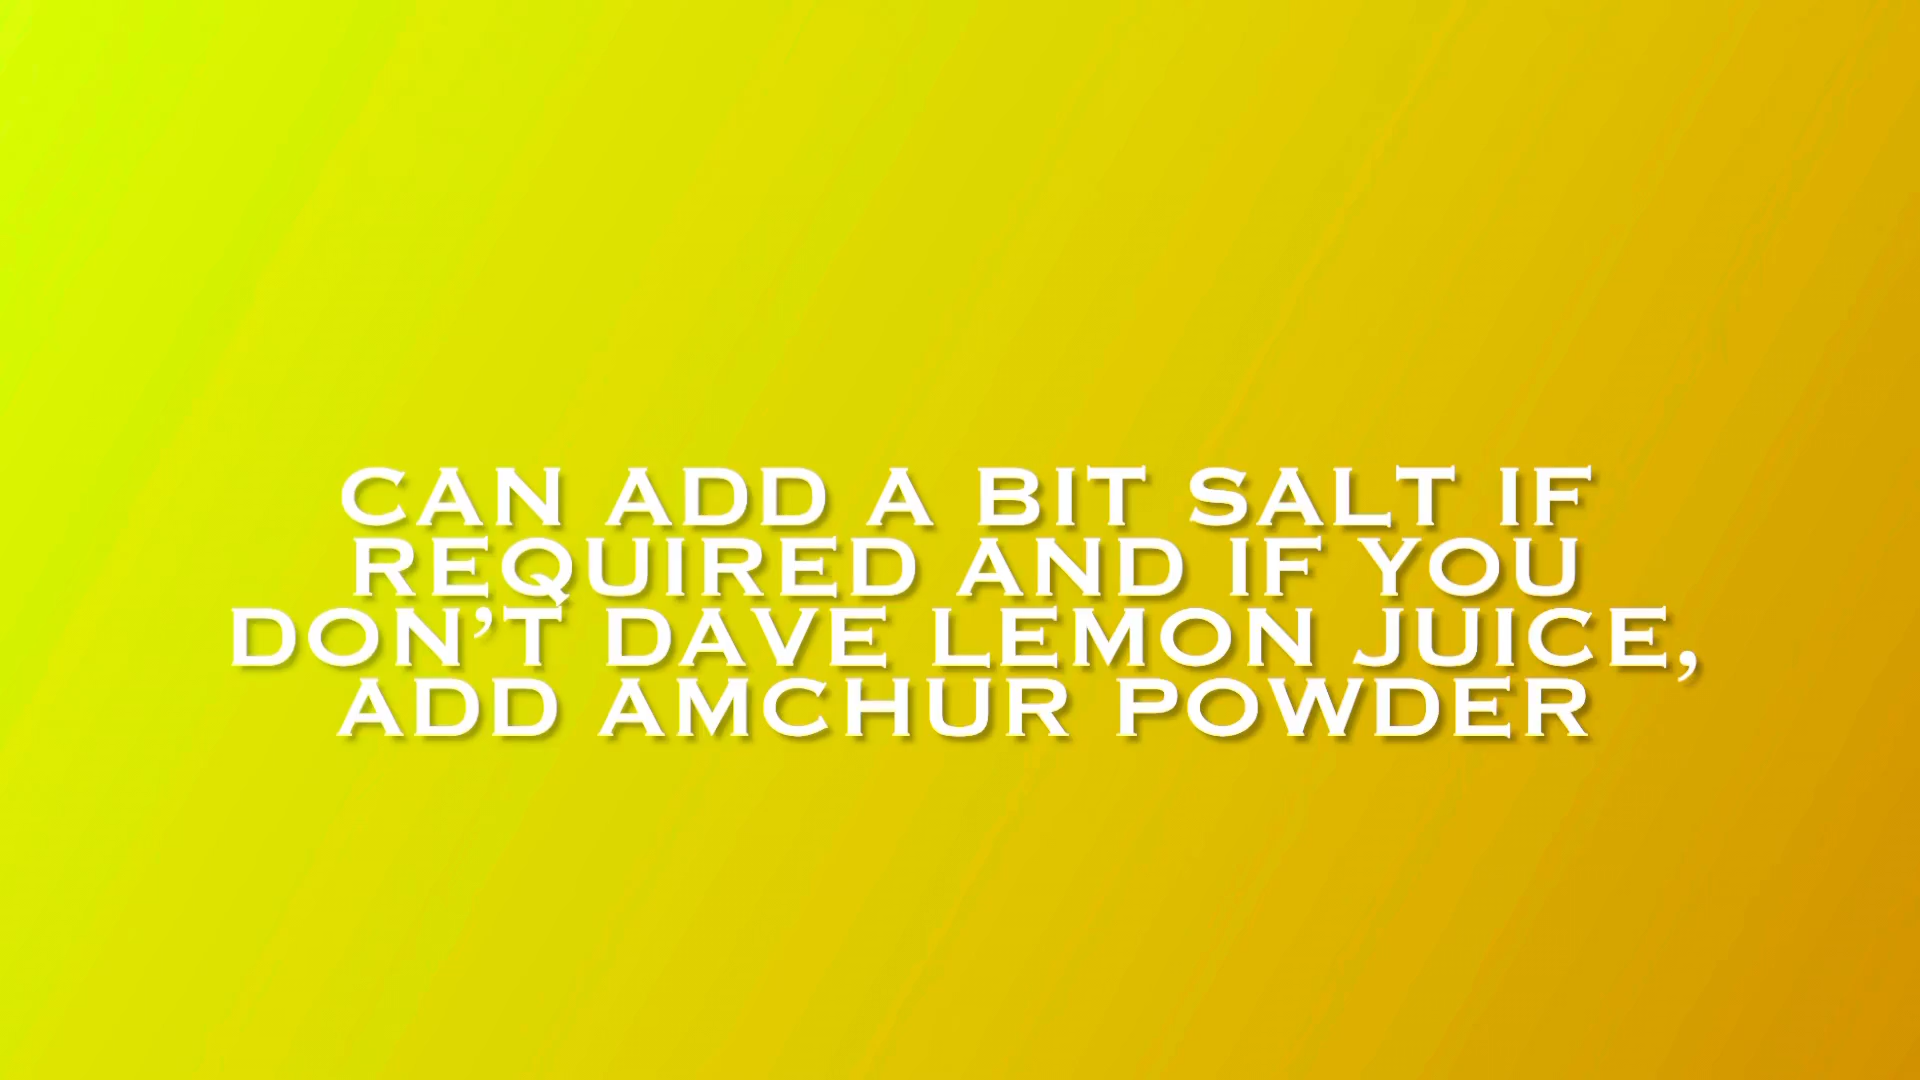 CAN ADD A BIT SALT IF
REQUIRED AND IF YOU
DON’T DAVE LEMON JUICE,
ADD AMCHUR POWDER